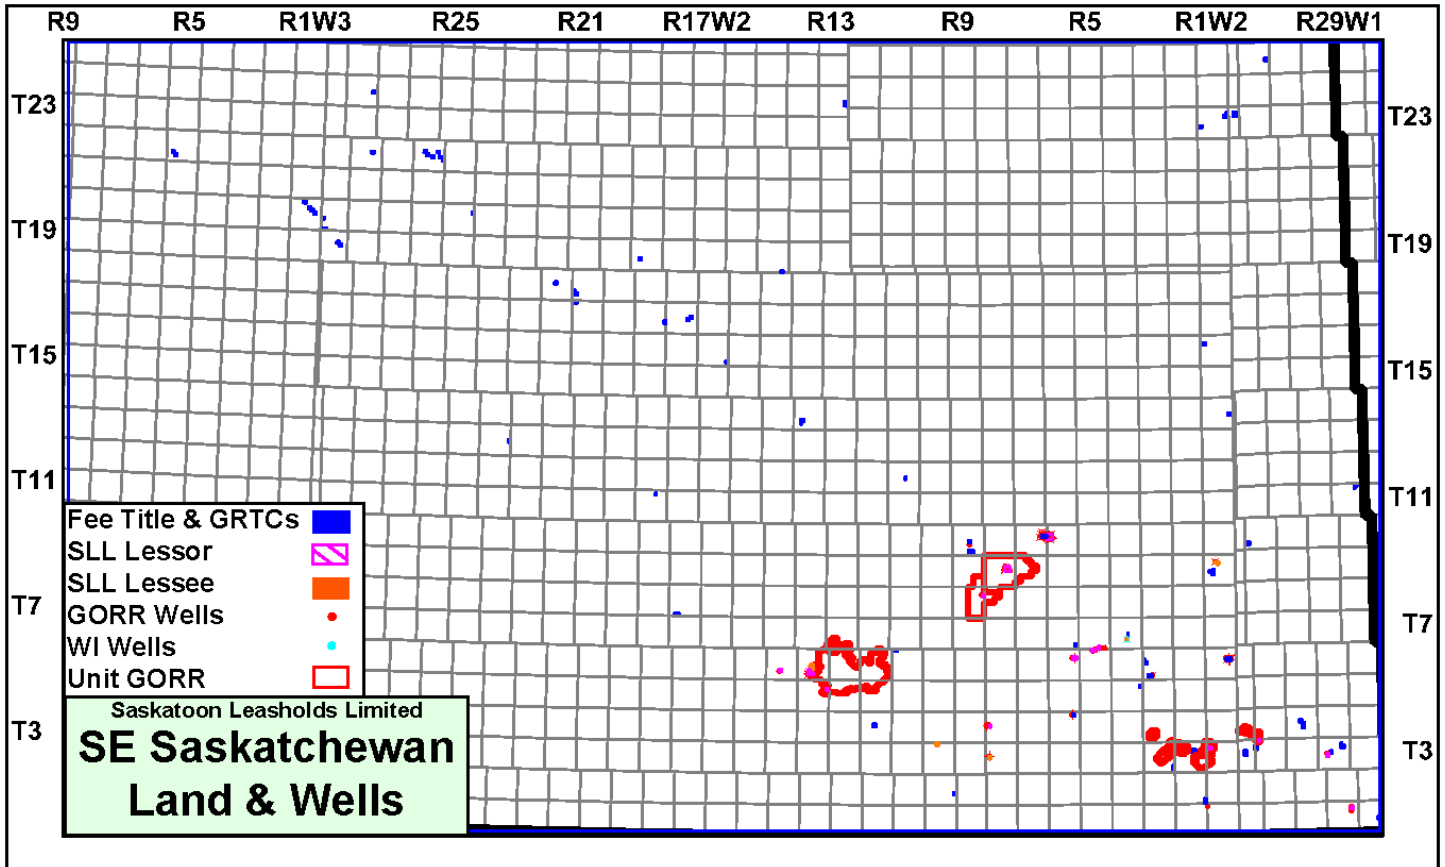 R9 R5 R1W3 R25 R21 R17W2 R13 R9 R5 R1W2 R29W1
T23 T23
T19 T19
T15 T15
T11 T11
Fee Title & GRTCs
SLL Lessor
SLL Lessee
T7 T7
GORR Wells
WI Wells
Unit GORR
Saskatoon Leasholds Limited
T3 T3
SE Saskatchewan
Land & Wells